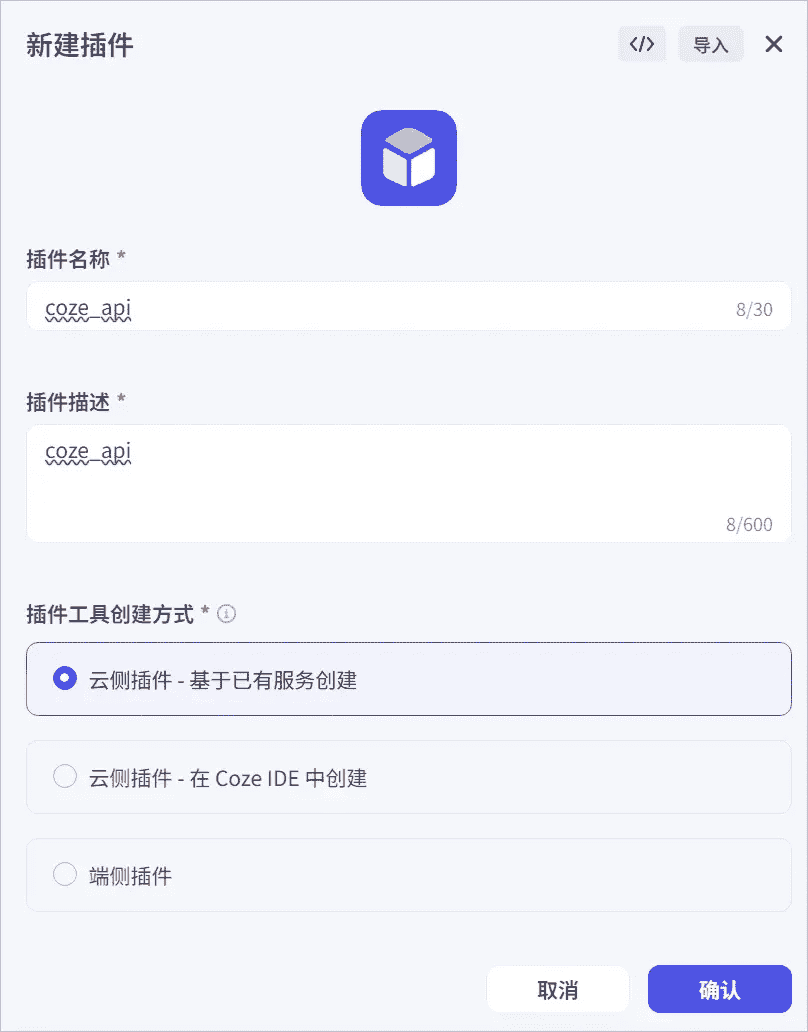 新建插件
</>
导入
插件名称 *
coze_api
8/30
插件描述 *
coze_api
8/600
插件工具创建方式 *
云侧插件 - 基于已有服务创建
云侧插件 - 在 Coze IDE 中创建
端侧插件
取消
确认